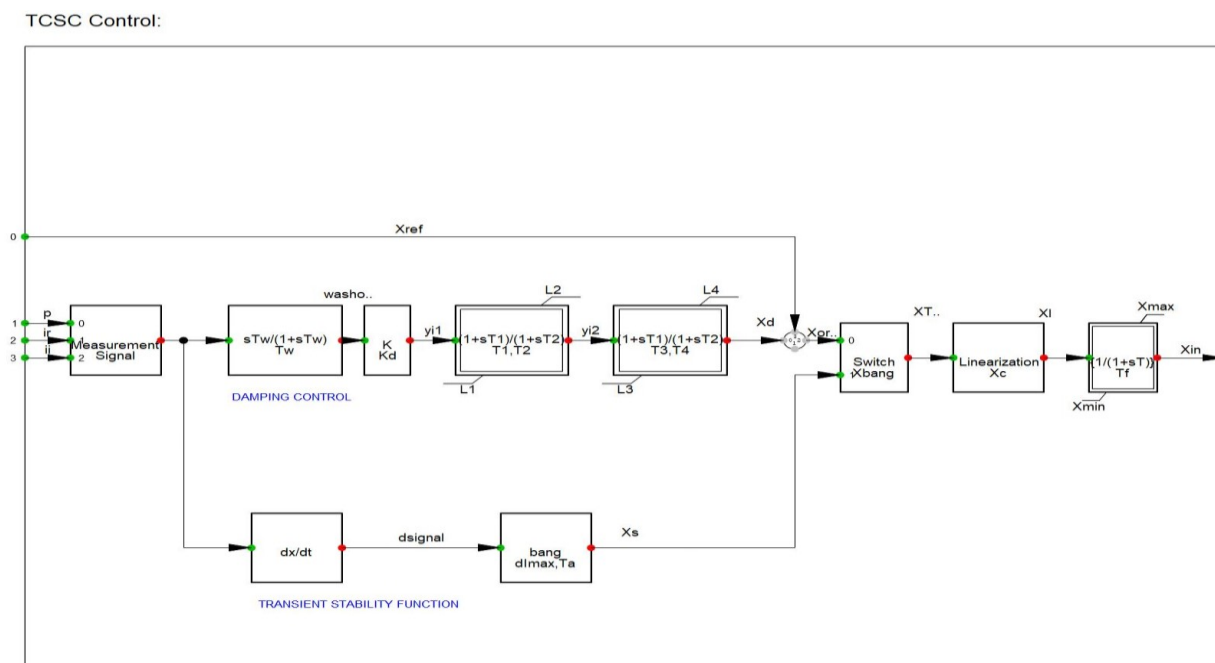 TCSC Control:
Xref
0
washo..
L2
L4
Xmax
p
1
0
ir
2
1
ii
3
2
Measurement
Signal
sTw/(1+sTw)
Tw
K
Kd
yi1
(1+sT1)/(1+sT2)
T1,T2
L1
yi2
(1+sT1)/(1+sT2)
T3,T4
L3
Xd
Xor..
0
1
Switch
Xbang
XT..
Linearization
Xc
Xl
{1/(1+sT)}
Tf
Xmin
Xin
DAMPING CONTROL
dx/dt
dsignal
bang
dImax,Ta
Xs
TRANSIENT STABILITY FUNCTION